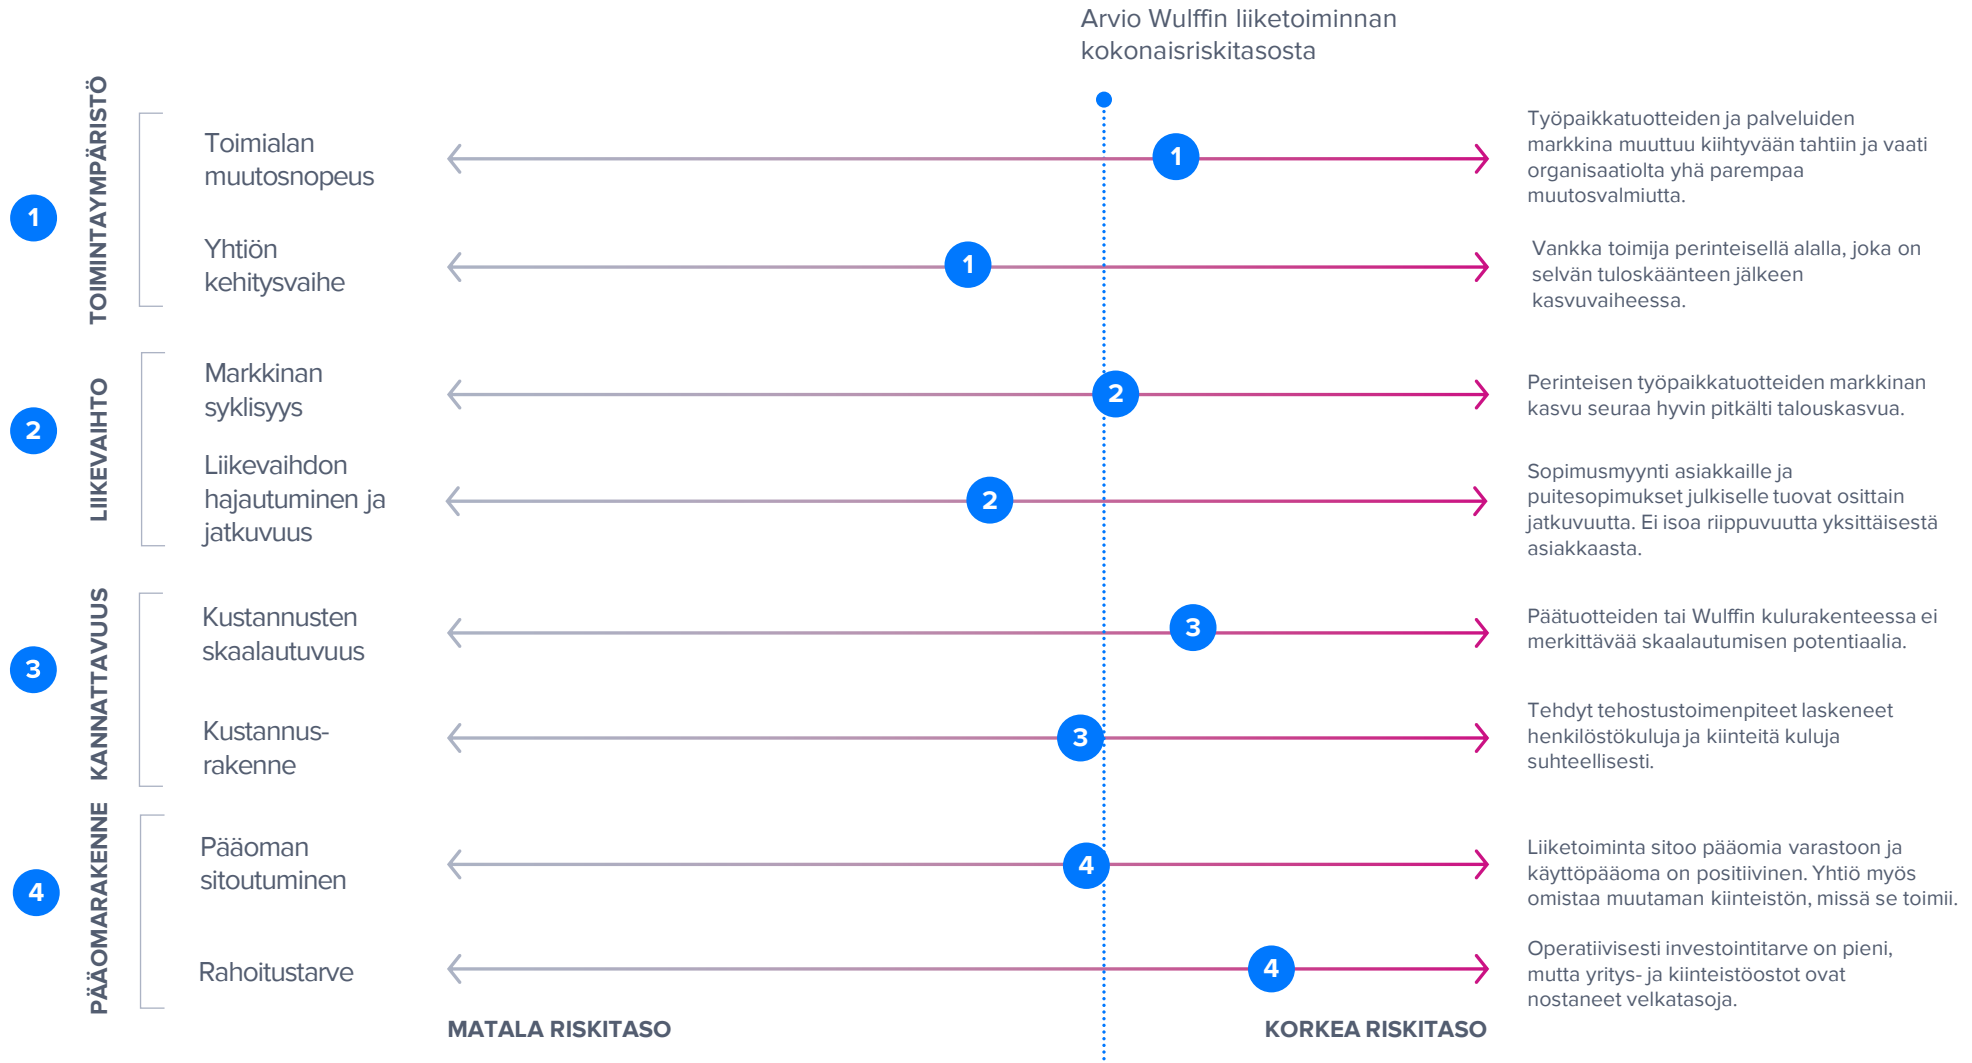 Arvio Wulffin liiketoiminnan
kokonaisriskitasosta
1
TOIMINTAYMPÄRISTÖ
Toimialan
muutosnopeus
1
Työpaikkatuotteiden ja palveluiden
markkina muuttuu kiihtyvään tahtiin ja vaati
organisaatiolta yhä parempaa
muutosvalmiutta.
Yhtiön
kehitysvaihe
1
Vankka toimija perinteisellä alalla, joka on
selvän tuloskäänteen jälkeen
kasvuvaiheessa.
2
LIIKEVAIHTO
Markkinan
syklisyys
2
Perinteisen työpaikkatuotteiden markkinan
kasvu seuraa hyvin pitkälti talouskasvua.
Liikevaihdon
hajautuminen ja
jatkuvuus
2
Sopimusmyynti asiakkaille ja
puitesopimukset julkiselle tuovat osittain
jatkuvuutta. Ei isoa riippuvuutta yksittäisestä
asiakkaasta.
3
KANNATTAVUUS
Kustannusten
skaalautuvuus
3
Päätuotteiden tai Wulffin kulurakenteessa ei
merkittävää skaalautumisen potentiaalia.
Kustannus-
rakenne
3
Tehdyt tehostustoimenpiteet laskeneet
henkilöstökuluja ja kiinteitä kuluja
suhteellisesti.
4
PÄÄOMARAKENNE
Pääoman
sitoutuminen
4
Liiketoiminta sitoo pääomia varastoon ja
käyttöpääoma on positiivinen. Yhtiö myös
omistaa muutaman kiinteistön, missä se toimii.
Rahoitustarve
4
Operatiivisesti investointitarve on pieni,
mutta yritys- ja kiinteistöostot ovat
nostaneet velkatasoja.
MATALA RISKITASO
KORKEA RISKITASO